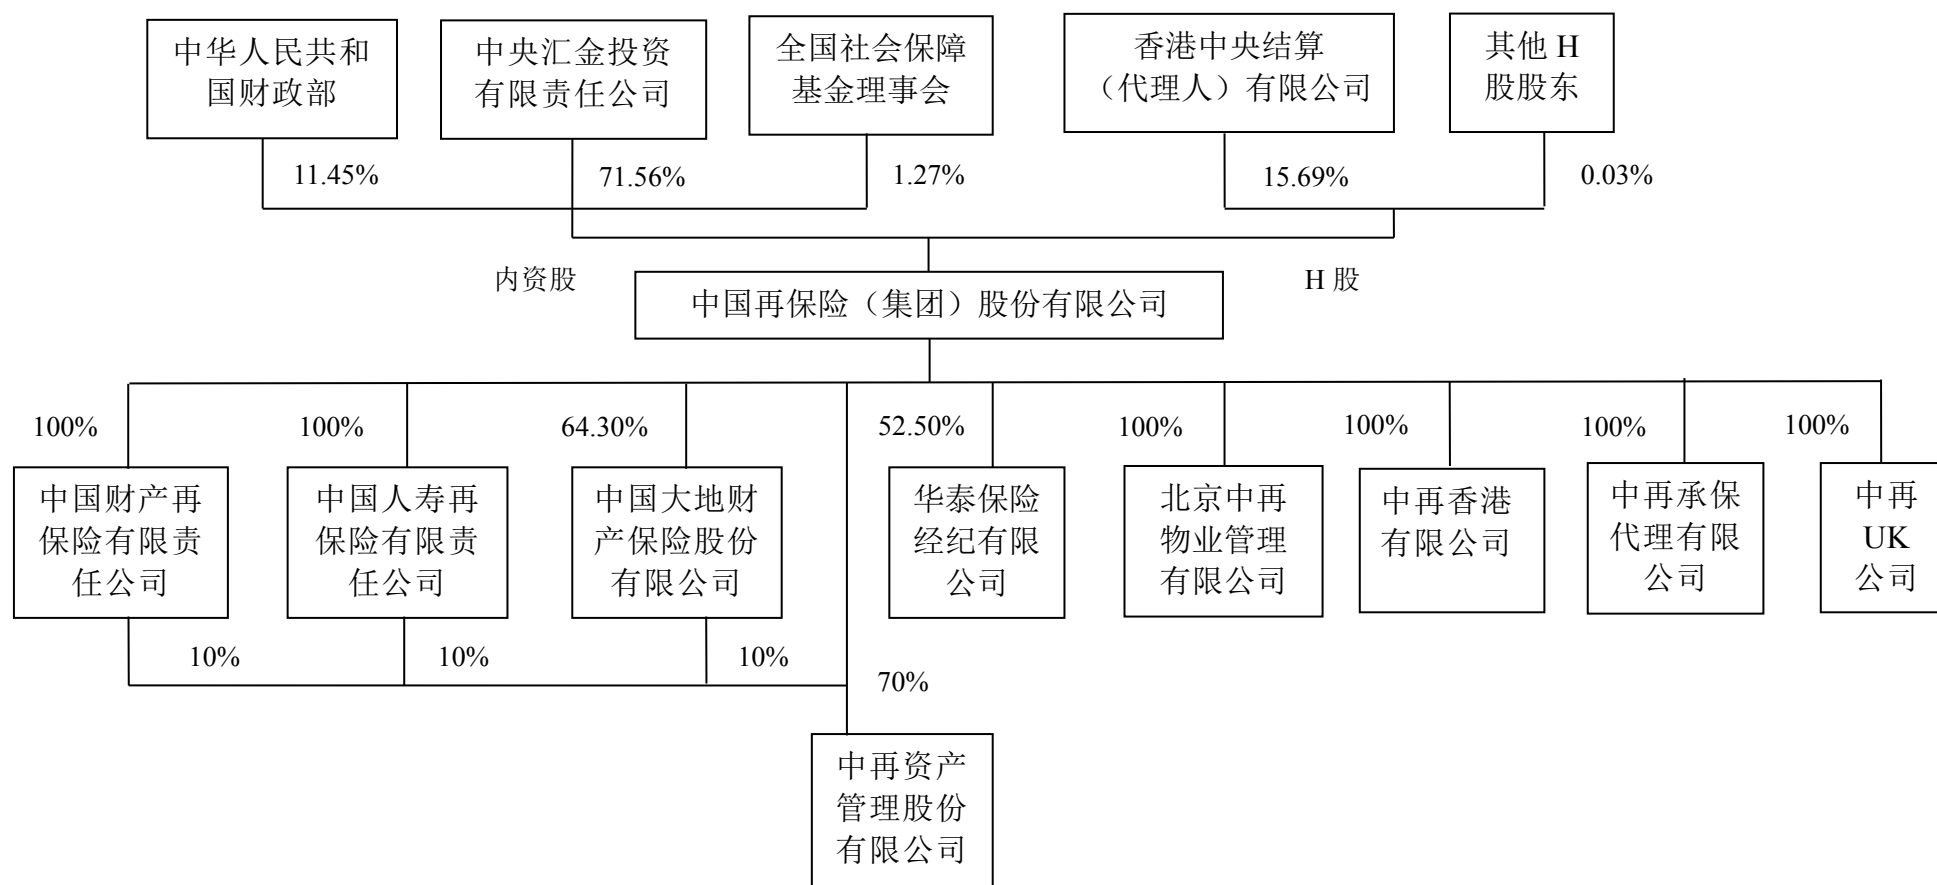 中华人民共和
国财政部
中央汇金投资
有限责任公司
全国社会保障
基金理事会
香港中央结算
（代理人）有限公司
其他 H
股股东
11.45%
71.56%
1.27%
15.69%
0.03%
内资股
H 股
中国再保险（集团）股份有限公司
100%
100%
64.30%
52.50%
100%
100%
100%
100%
中国财产再
保险有限责
任公司
中国人寿再
保险有限责
任公司
中国大地财
产保险股份
有限公司
华泰保险
经纪有限
公司
北京中再
物业管理
有限公司
中再香港
有限公司
中再承保
代理有限
公司
中再
UK
公司
10%
10%
10%
70%
中再资产
管理股份
有限公司